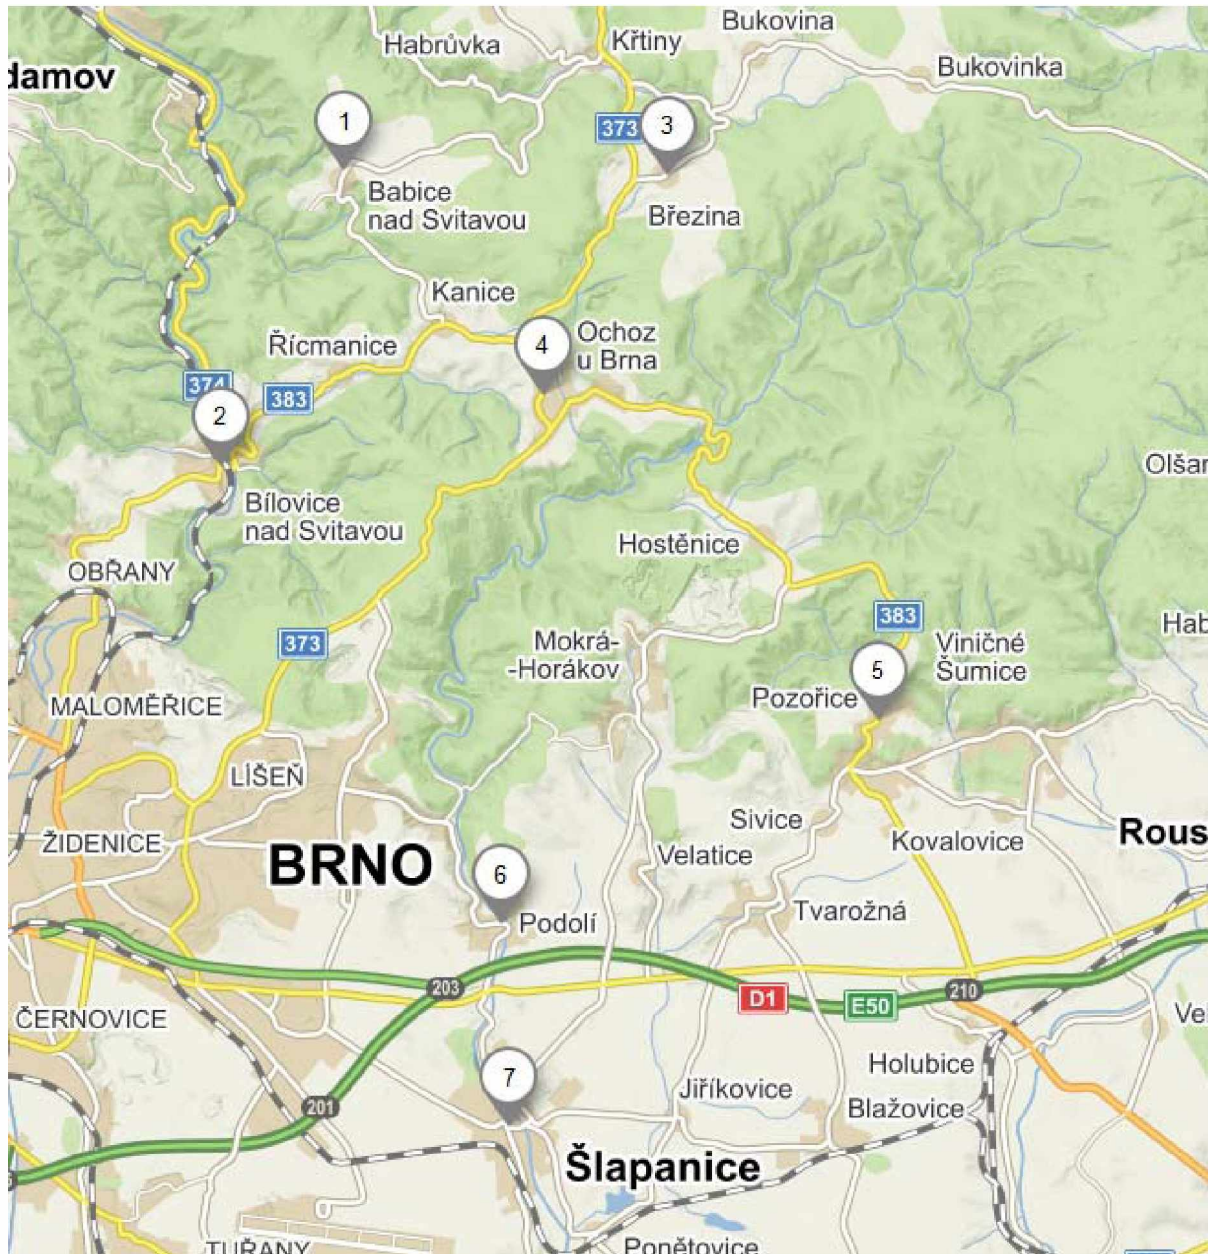 Bukovina
Habrůvka
Křtiny
Bukovinka
damov
1
373
3
Babice
nad Svitavou
Březina
Kanice
Ochoz
u Brna
4
Řícmanice
374
383
2
Olšar
Bílovice
nad Svitavou
Hostěnice
OBŘANY
383
373
Hab
Mokrá-
-Horákov
Viničné
Šumice
5
Pozořice
MALOMĚŘICE
LÍŠEŇ
Sivice
Rous
ŽIDENICE
BRNO
Kovalovice
Velatice
6
Podolí
Tvarožná
203
D1
E50
210
ČERNOVICE
Ve
Holubice
7
Jiříkovice
201
Blažovice
Šlapanice
TUŘANY
Ponětovice